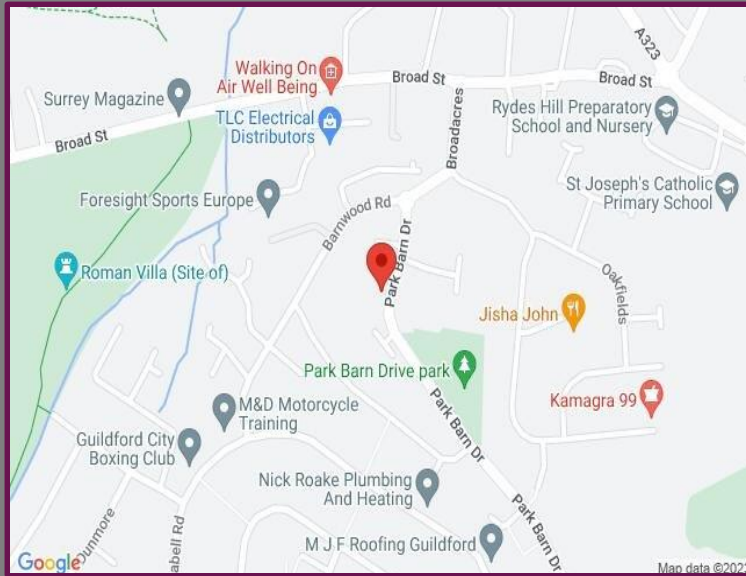 A323
Walking On
Air Well Being
Broad St
Broad St
Surrey Magazine
Rydes Hill Preparatory
School and Nursery
TLC Electrical
Distributors
Broad St
Broadacres
St Joseph's Catholic
Primary School
Foresight Sports Europe
Barnwood Rd
Park Barn Dr
Oakfields
Roman Villa (Site of)
Jisha John
Park Barn Drive park
Kamagra 99
M&D Motorcycle
Training
Park Barn Dr
Guildford City
Boxing Club
Nick Roake Plumbing
And Heating
Park Barn Dr
Dunmore
abell Rd
M J F Roofing Guildford
Google